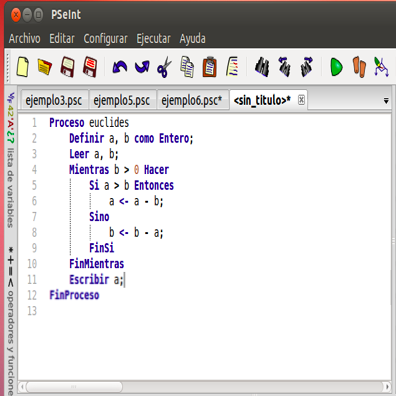 PSeInt
Archivo Editar Configurar Ejecutar Ayuda
ejemplo3.psc ejemplo5.psc ejemplo6.psc* <sin_titulo>*
lista de variables
operadores y funcione
1 Proceso euclides
2 Definir a, b como Entero;
3 Leer a, b;
4 Mientras b > 0 Hacer
5 Si a > b Entonces
6 a <- a - b;
7 Sino
8 b <- b - a;
9 FinSi
10 FinMientras
11 Escribir a;
12 FinProceso
13